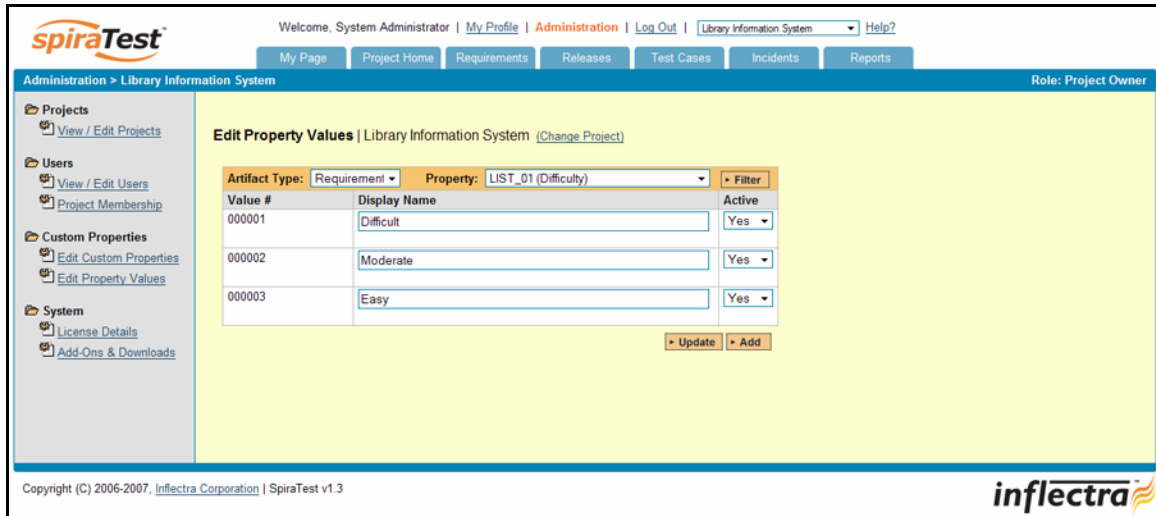 spiraTest
Welcome, System Administrator | My Profile | Administration | Log Out | Library Information System Help?
My Page Project Home Requirements Releases Test Cases Incidents Reports
Administration > Library Information System Role: Project Owner
Projects
View / Edit Projects
Users
View / Edit Users
Project Membership
Custom Properties
Edit Custom Properties
Edit Property Values
System
License Details
Add-Ons & Downloads
Edit Property Values | Library Information System (Change Project)
Artifact Type: Requirement Property: LIST_01 (Difficulty) Filter
Value # Display Name Active
000001 Difficult Yes
000002 Moderate Yes
000003 Easy Yes
Update Add
Copyright (C) 2006-2007, Inflectra Corporation | SpiraTest v1.3
inflectra